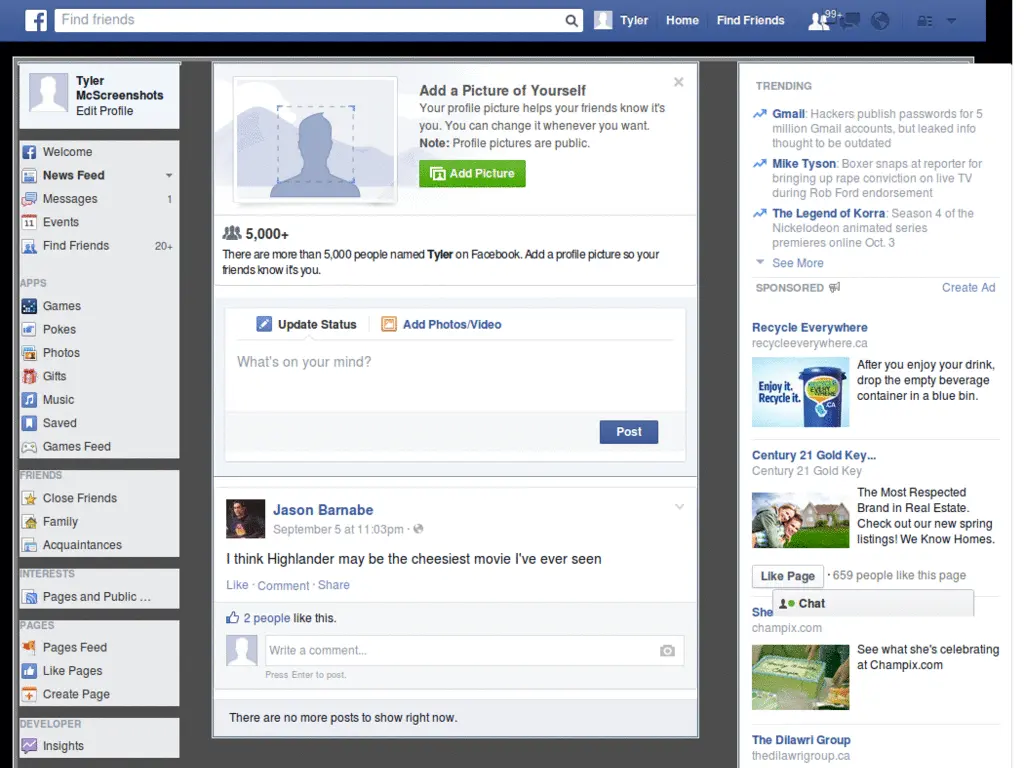 Find friends
Tyler
Home
Find Friends
99+
Tyler
McScreenshots
Edit Profile
Welcome
News Feed
Messages 1
11 Events
Find Friends 20+
APPS
Games
Pokes
Photos
Gifts
Music
Saved
Games Feed
FRIENDS
Close Friends
Family
Acquaintances
INTERESTS
Pages and Public ...
PAGES
Pages Feed
Like Pages
Create Page
DEVELOPER
Insights
Add a Picture of Yourself
Your profile picture helps your friends know it's
you. You can change it whenever you want.
Note: Profile pictures are public.
Add Picture
5,000+
There are more than 5,000 people named Tyler on Facebook. Add a profile picture so your
friends know it's you.
Update Status
Add Photos/Video
What's on your mind?
Post
Jason Barnabe
September 5 at 11:03pm ·
I think Highlander may be the cheesiest movie I've ever seen
Like · Comment · Share
2 people like this.
Write a comment...
Press Enter to post.
There are no more posts to show right now.
TRENDING
Gmail: Hackers publish passwords for 5
million Gmail accounts, but leaked info
thought to be outdated
Mike Tyson: Boxer snaps at reporter for
bringing up rape conviction on live TV
during Rob Ford endorsement
The Legend of Korra: Season 4 of the
Nickelodeon animated series
premieres online Oct. 3
See More
SPONSORED
Create Ad
Recycle Everywhere
recycleeverywhere.ca
Enjoy it.
Recycle it.
RECYCLE
EVERY
WHERE
.CA
After you enjoy your drink,
drop the empty beverage
container in a blue bin.
Century 21 Gold Key...
Century 21 Gold Key
The Most Respected
Brand in Real Estate.
Check out our new spring
listings! We Know Homes.
Like Page · 659 people like this page
She
Chat
champix.com
See what she's celebrating
at Champix.com
The Dilawri Group
thedilawrigroup.ca